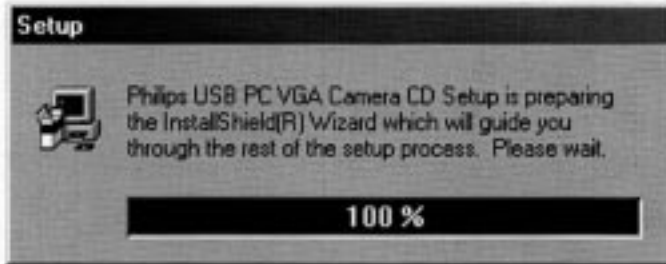 Setup
Philips USB PC VGA Camera CD Setup is preparing
the InstallShield(R) Wizard which will guide you
through the rest of the setup process. Please wait.
100 %